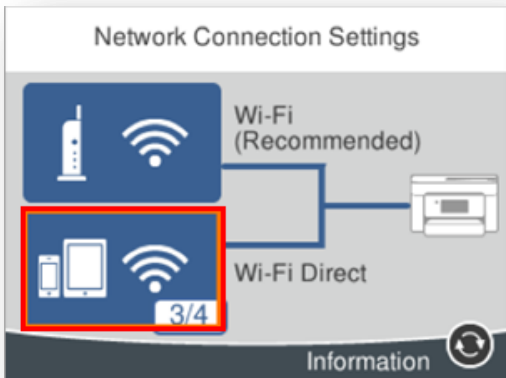 Network Connection Settings
Wi-Fi
(Recommended)
Wi-Fi Direct
3/4
Information